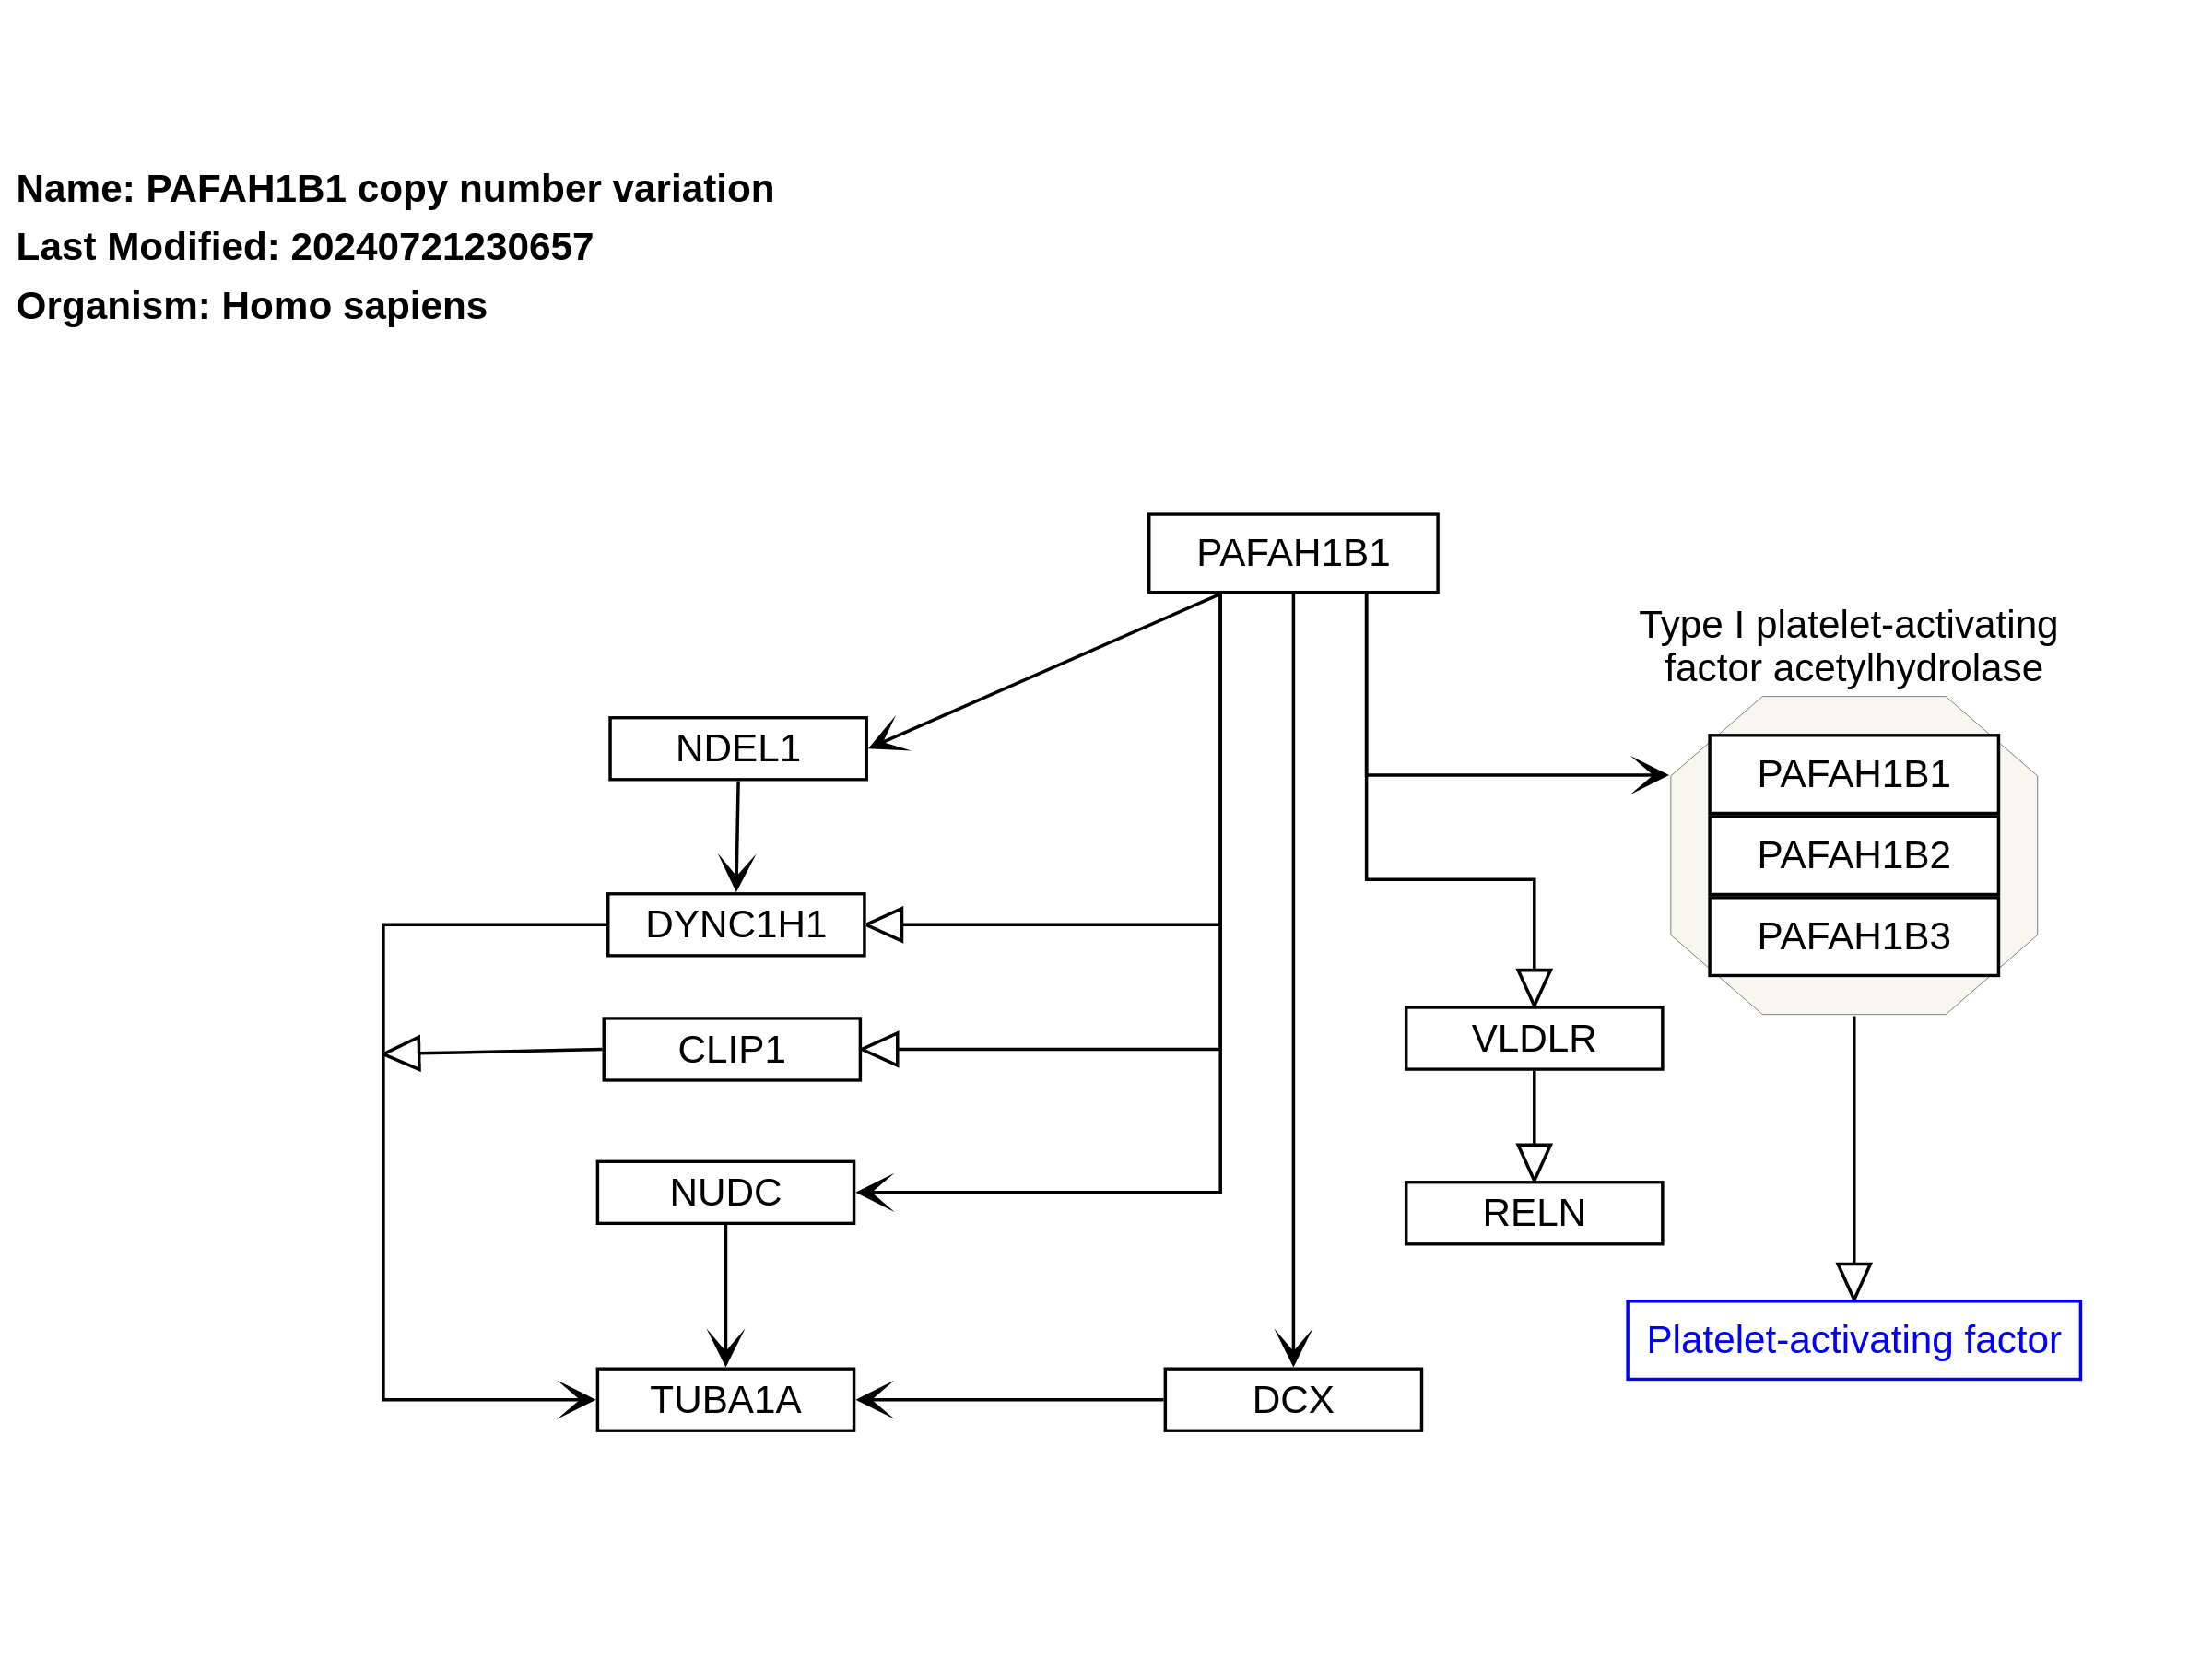 Name: PAFAH1B1 copy number variation
Last Modified: 20240721230657
Organism: Homo sapiens
PAFAH1B1
Type I platelet-activating
factor acetylhydrolase
NDEL1
PAFAH1B1
PAFAH1B2
DYNC1H1
PAFAH1B3
CLIP1
VLDLR
NUDC
RELN
Platelet-activating factor
TUBA1A
DCX